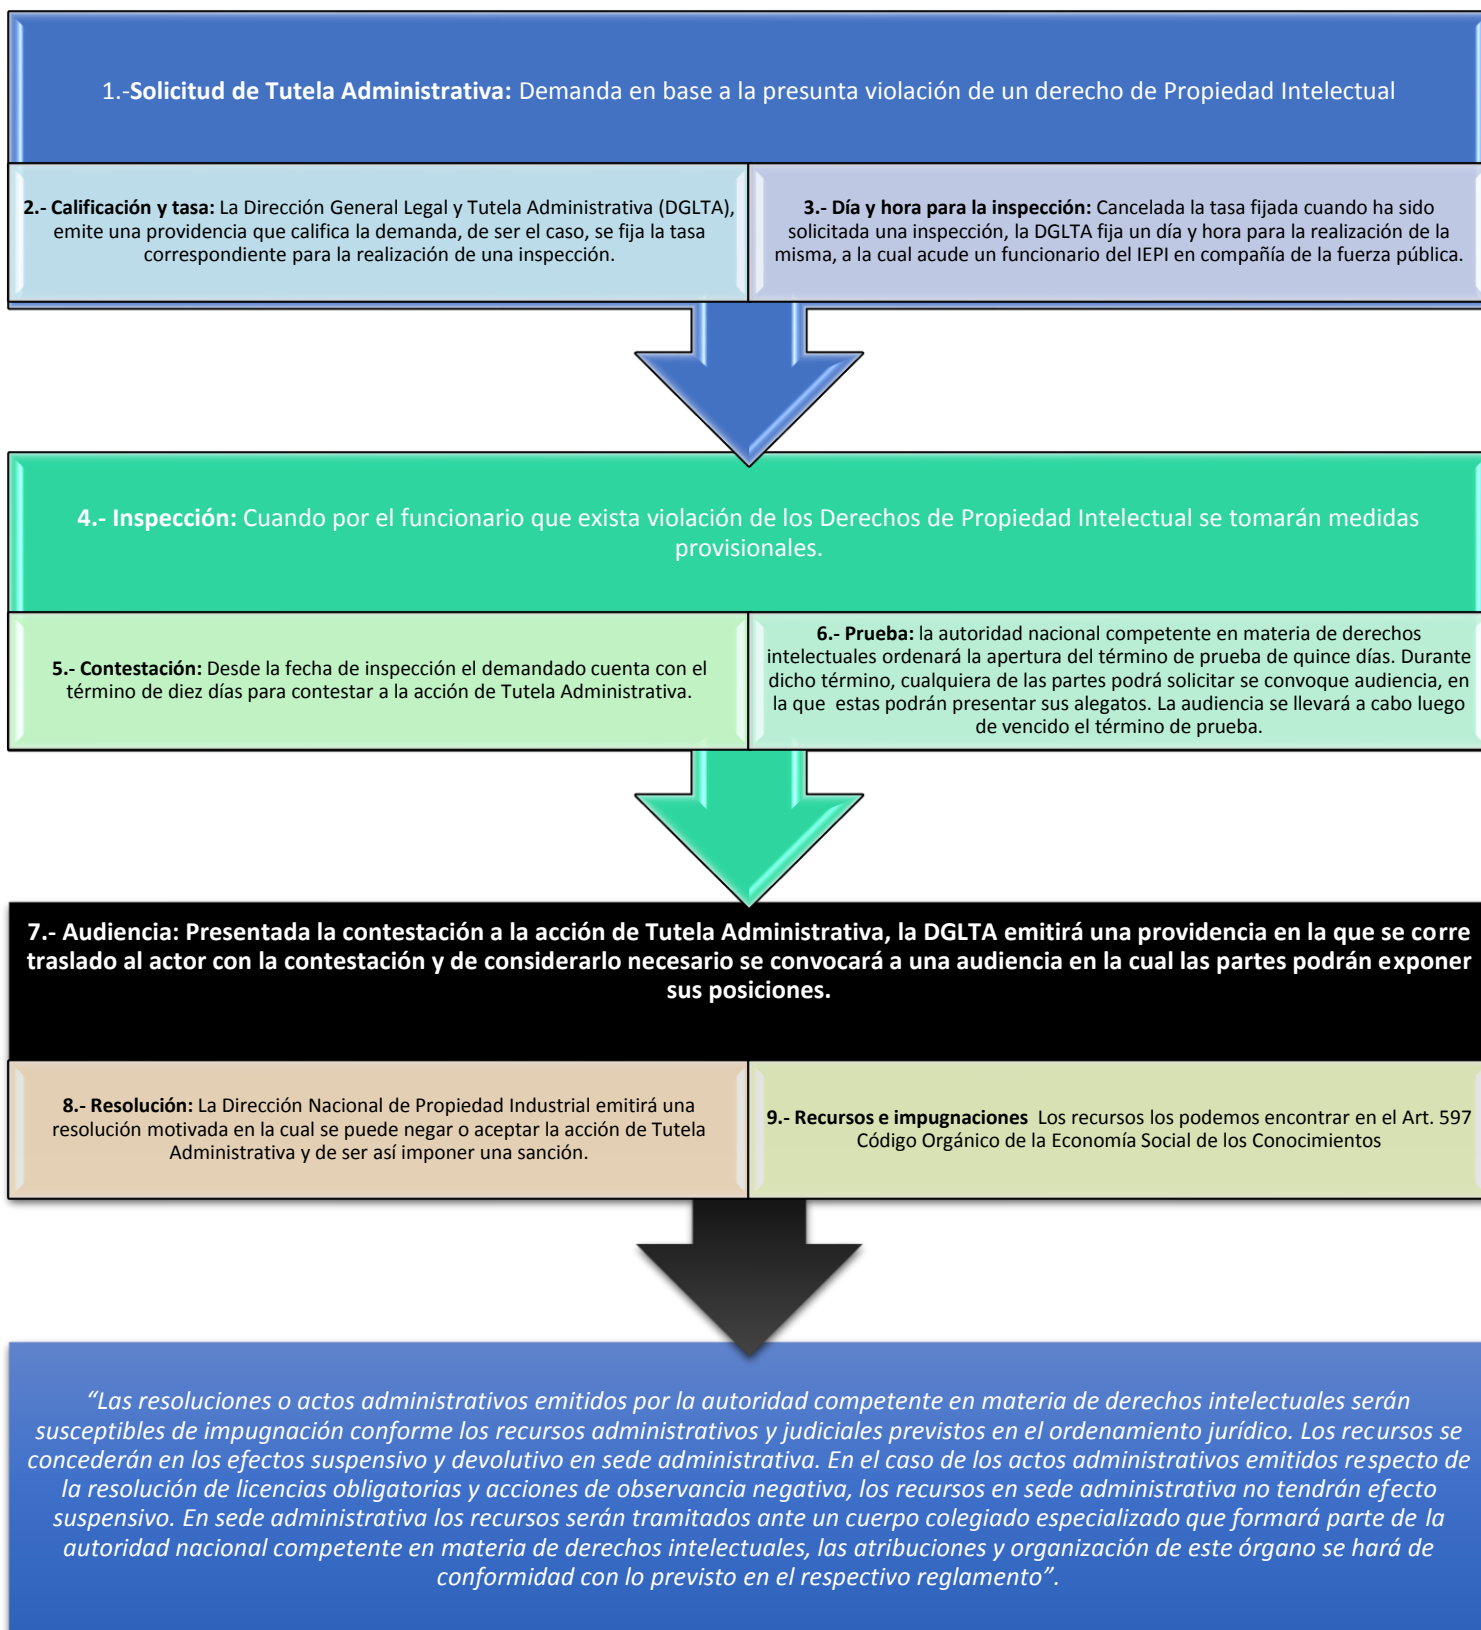 1.-Solicitud de Tutela Administrativa: Demanda en base a la presunta violación de un derecho de Propiedad Intelectual
2.- Calificación y tasa: La Dirección General Legal y Tutela Administrativa (DGLTA),
emite una providencia que califica la demanda, de ser el caso, se fija la tasa
correspondiente para la realización de una inspección.
3.- Día y hora para la inspección: Cancelada la tasa fijada cuando ha sido
solicitada una inspección, la DGLTA fija un día y hora para la realización de la
misma, a la cual acude un funcionario del IEPI en compañía de la fuerza pública.
4.- Inspección: Cuando por el funcionario que exista violación de los Derechos de Propiedad Intelectual se tomarán medidas
provisionales.
5.- Contestación: Desde la fecha de inspección el demandado cuenta con el
término de diez días para contestar a la acción de Tutela Administrativa.
6.- Prueba: la autoridad nacional competente en materia de derechos
intelectuales ordenará la apertura del término de prueba de quince días. Durante
dicho término, cualquiera de las partes podrá solicitar se convoque audiencia, en
la que estas podrán presentar sus alegatos. La audiencia se llevará a cabo luego
de vencido el término de prueba.
7.- Audiencia: Presentada la contestación a la acción de Tutela Administrativa, la DGLTA emitirá una providencia en la que se corre
traslado al actor con la contestación y de considerarlo necesario se convocará a una audiencia en la cual las partes podrán exponer
sus posiciones.
8.- Resolución: La Dirección Nacional de Propiedad Industrial emitirá una
resolución motivada en la cual se puede negar o aceptar la acción de Tutela
Administrativa y de ser así imponer una sanción.
9.- Recursos e impugnaciones Los recursos los podemos encontrar en el Art. 597
Código Orgánico de la Economía Social de los Conocimientos
“Las resoluciones o actos administrativos emitidos por la autoridad competente en materia de derechos intelectuales serán
susceptibles de impugnación conforme los recursos administrativos y judiciales previstos en el ordenamiento jurídico. Los recursos se
concederán en los efectos suspensivo y devolutivo en sede administrativa. En el caso de los actos administrativos emitidos respecto de
la resolución de licencias obligatorias y acciones de observancia negativa, los recursos en sede administrativa no tendrán efecto
suspensivo. En sede administrativa los recursos serán tramitados ante un cuerpo colegiado especializado que formará parte de la
autoridad nacional competente en materia de derechos intelectuales, las atribuciones y organización de este órgano se hará de
conformidad con lo previsto en el respectivo reglamento”.